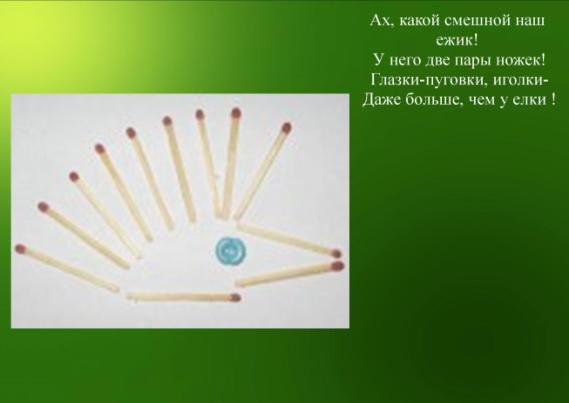 Ах, какой смешной наш
ежик!
У него две пары ножек!
Глазки-пуговки, иголки-
Даже больше, чем у елки !